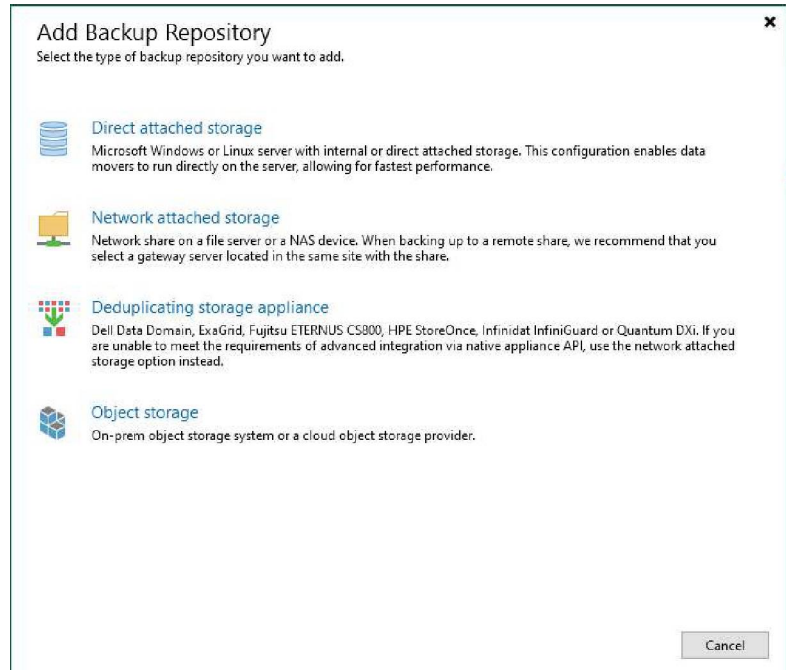 Add Backup Repository
Select the type of backup repository you want to add.
Direct attached storage
Microsoft Windows or Linux server with internal or direct attached storage. This configuration enables data
movers to run directly on the server, allowing for fastest performance.
Network attached storage
Network share on a file server or a NAS device. When backing up to a remote share, we recommend that you
select a gateway server located in the same site with the share.
Deduplicating storage appliance
Dell Data Domain, ExaGrid, Fujitsu ETERNUS CS800, HPE StoreOnce, Infinidat InfiniGuard or Quantum DXi. If you
are unable to meet the requirements of advanced integration via native appliance API, use the network attached
storage option instead.
Object storage
On-prem object storage system or a cloud object storage provider.
Cancel